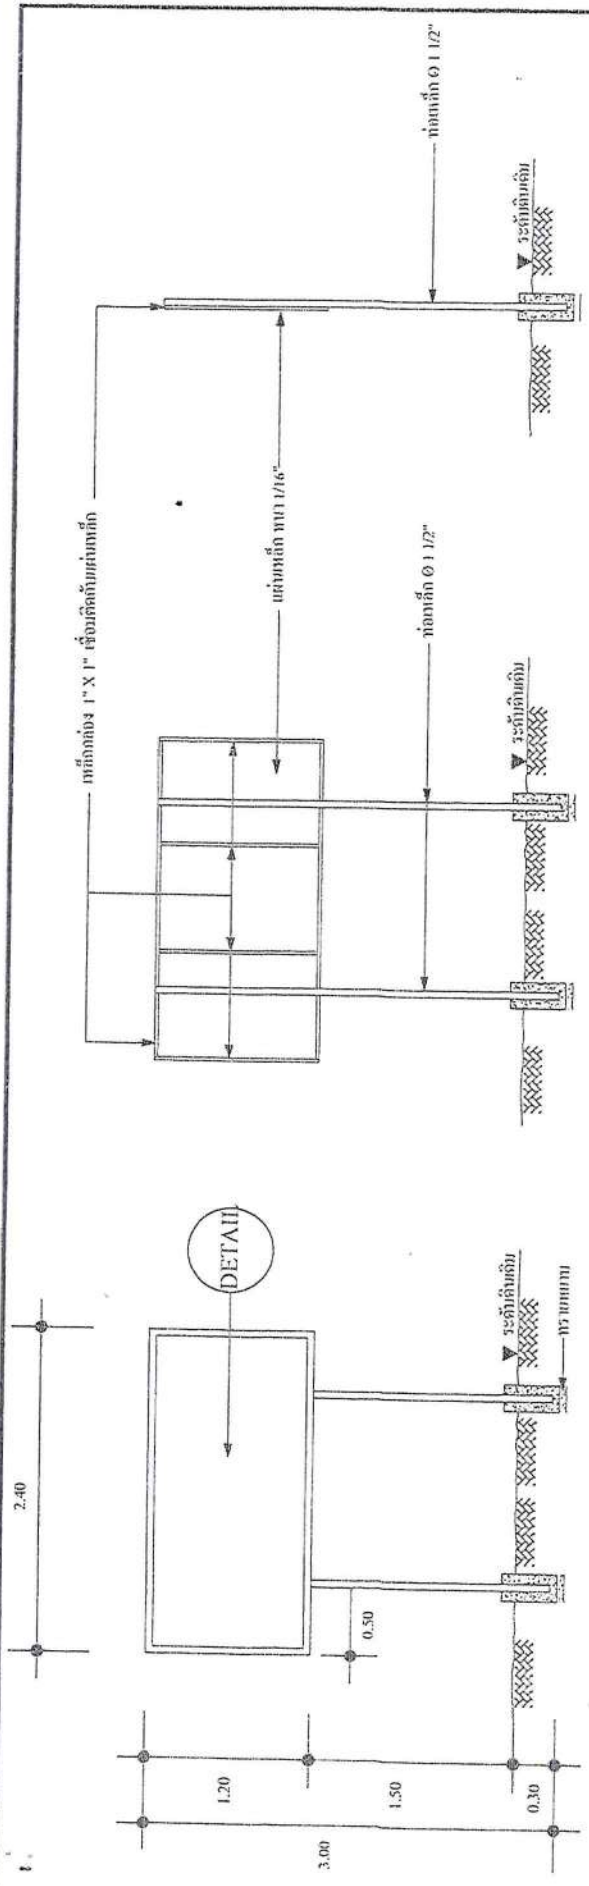 2.40
DETAIL
1.20
1.50
0.30
3.00
0.50
ระดับดินเดิม
ทรายหยาบ
เหล็กกล่อง 1" X 1" เชื่อมติดกับแผ่นเหล็ก
แผ่นเหล็ก หนา 1/16"
ท่อเหล็ก Ø 1 1/2"
ระดับดินเดิม
ท่อเหล็ก Ø 1 1/2"
ระดับดินเดิม